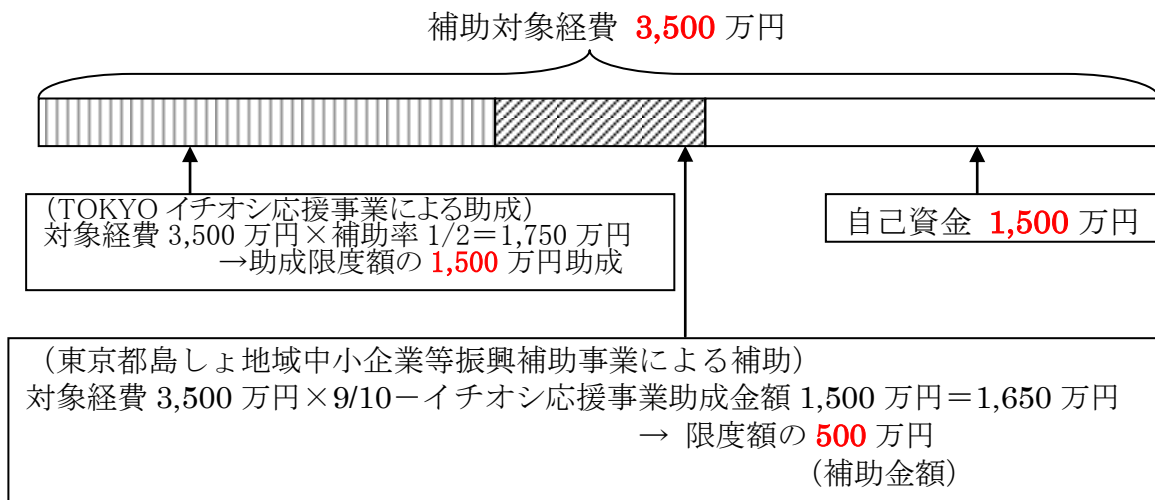 補助対象経費 3,500 万円
(TOKYOイチオシ応援事業による助成)
対象経費 3,500 万円×補助率 1/2=1,750 万円
→助成限度額の 1,500 万円助成
自己資金 1,500 万円
(東京都島しょ地域中小企業等振興補助事業による補助)
対象経費 3,500 万円×9/10-イチオシ応援事業助成金額 1,500 万円=1,650 万円
→ 限度額の 500 万円
(補助金額)